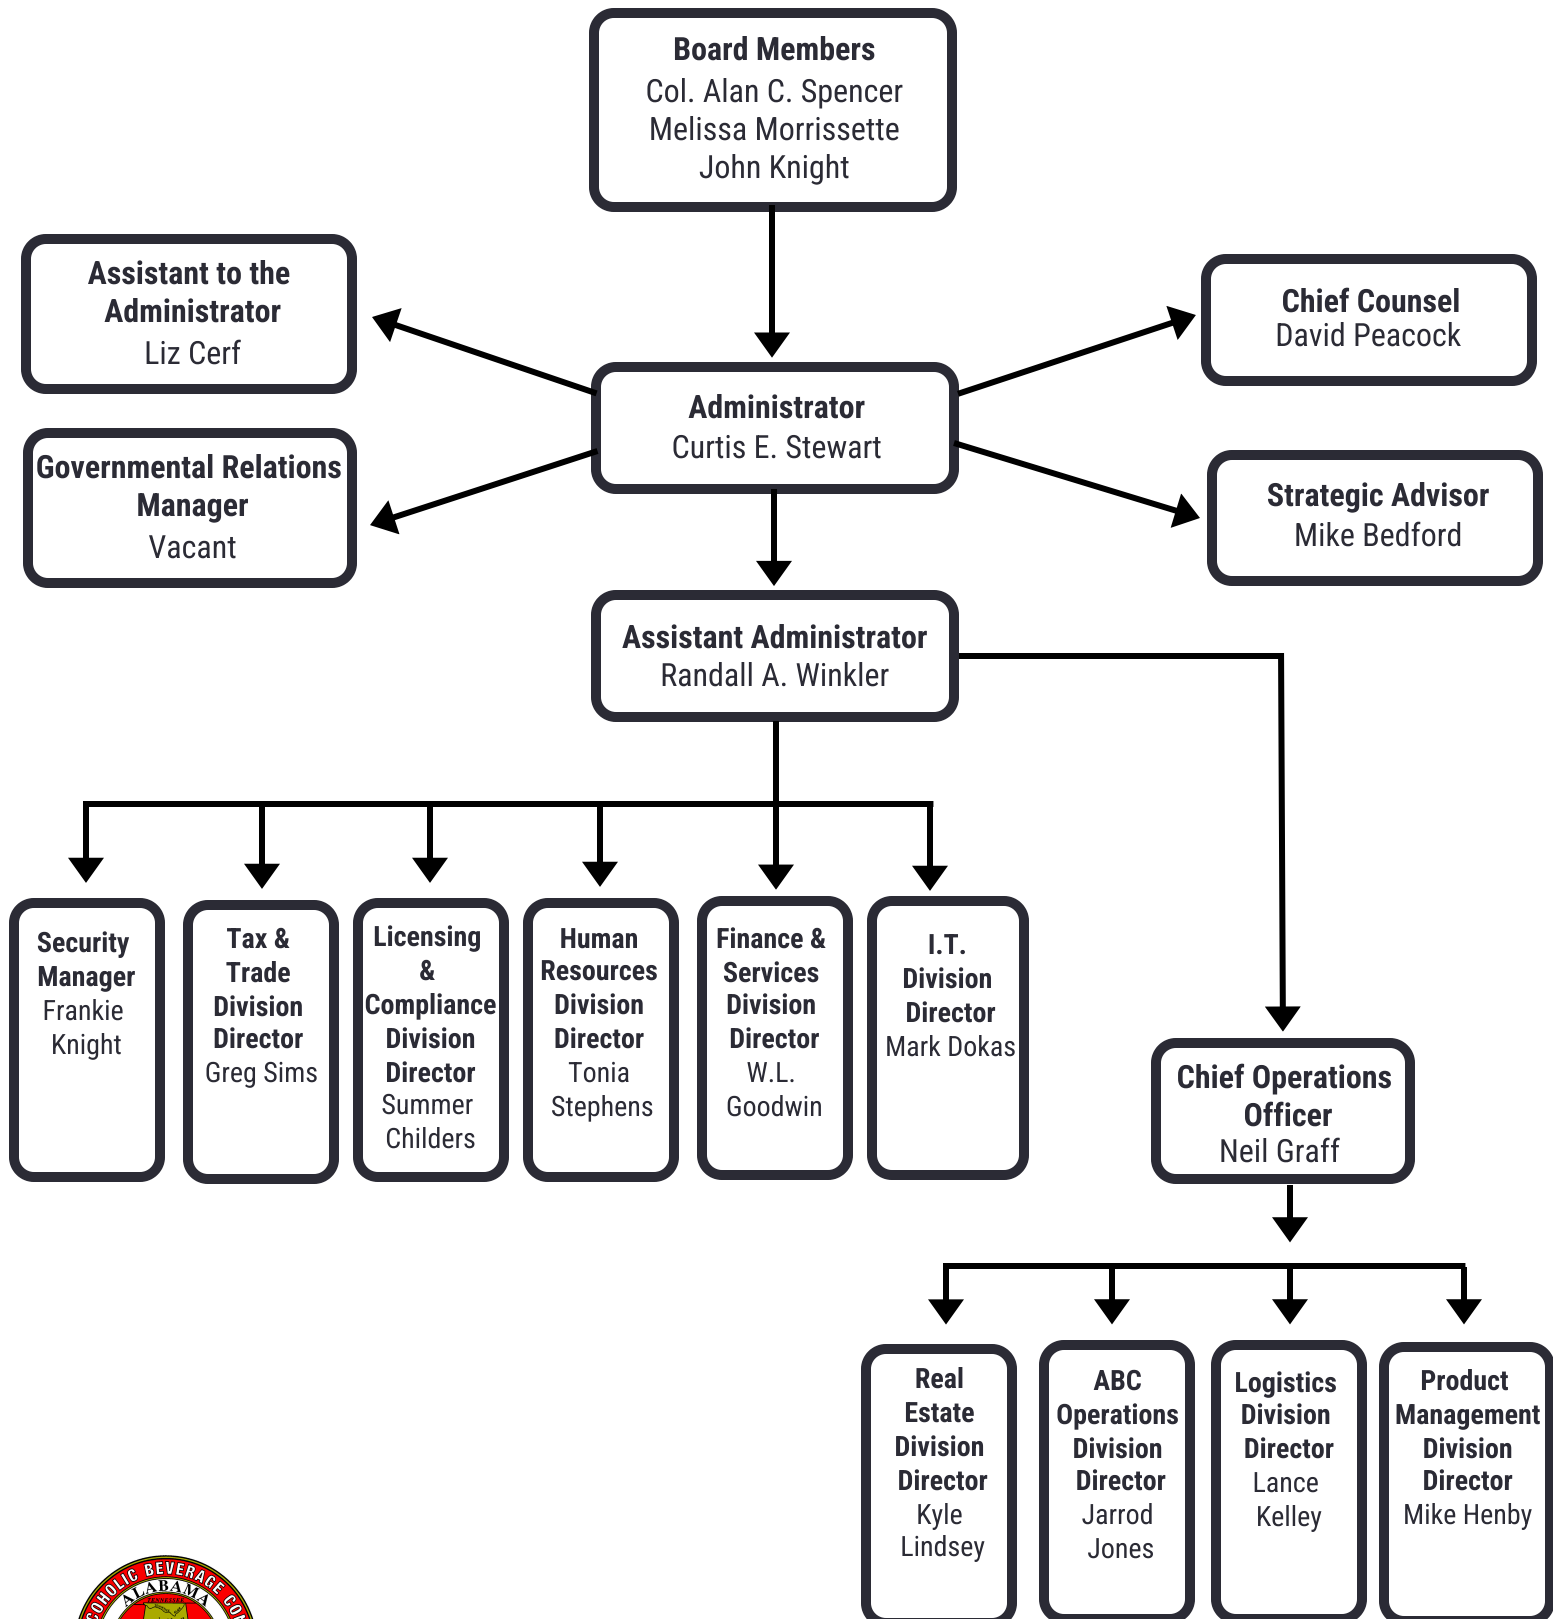 Board Members
Col. Alan C. Spencer
Melissa Morrissette
John Knight
Assistant to the
Administrator
Liz Cerf
Chief Counsel
David Peacock
Administrator
Curtis E. Stewart
Governmental Relations
Manager
Vacant
Strategic Advisor
Mike Bedford
Assistant Administrator
Randall A. Winkler
Security
Manager
Frankie
Knight
Tax &
Trade
Division
Director
Greg Sims
Licensing
&
Compliance
Division
Director
Summer
Childers
Human
Resources
Division
Director
Tonia
Stephens
Finance &
Services
Division
Director
W.L.
Goodwin
I.T.
Division
Director
Mark Dokas
Chief Operations
Officer
Neil Graff
Real
Estate
Division
Director
Kyle
Lindsey
ABC
Operations
Division
Director
Jarrod
Jones
Logistics
Division
Director
Lance
Kelley
Product
Management
Division
Director
Mike Henby
BEVERAGE
ALABAMA
TENNESSEE